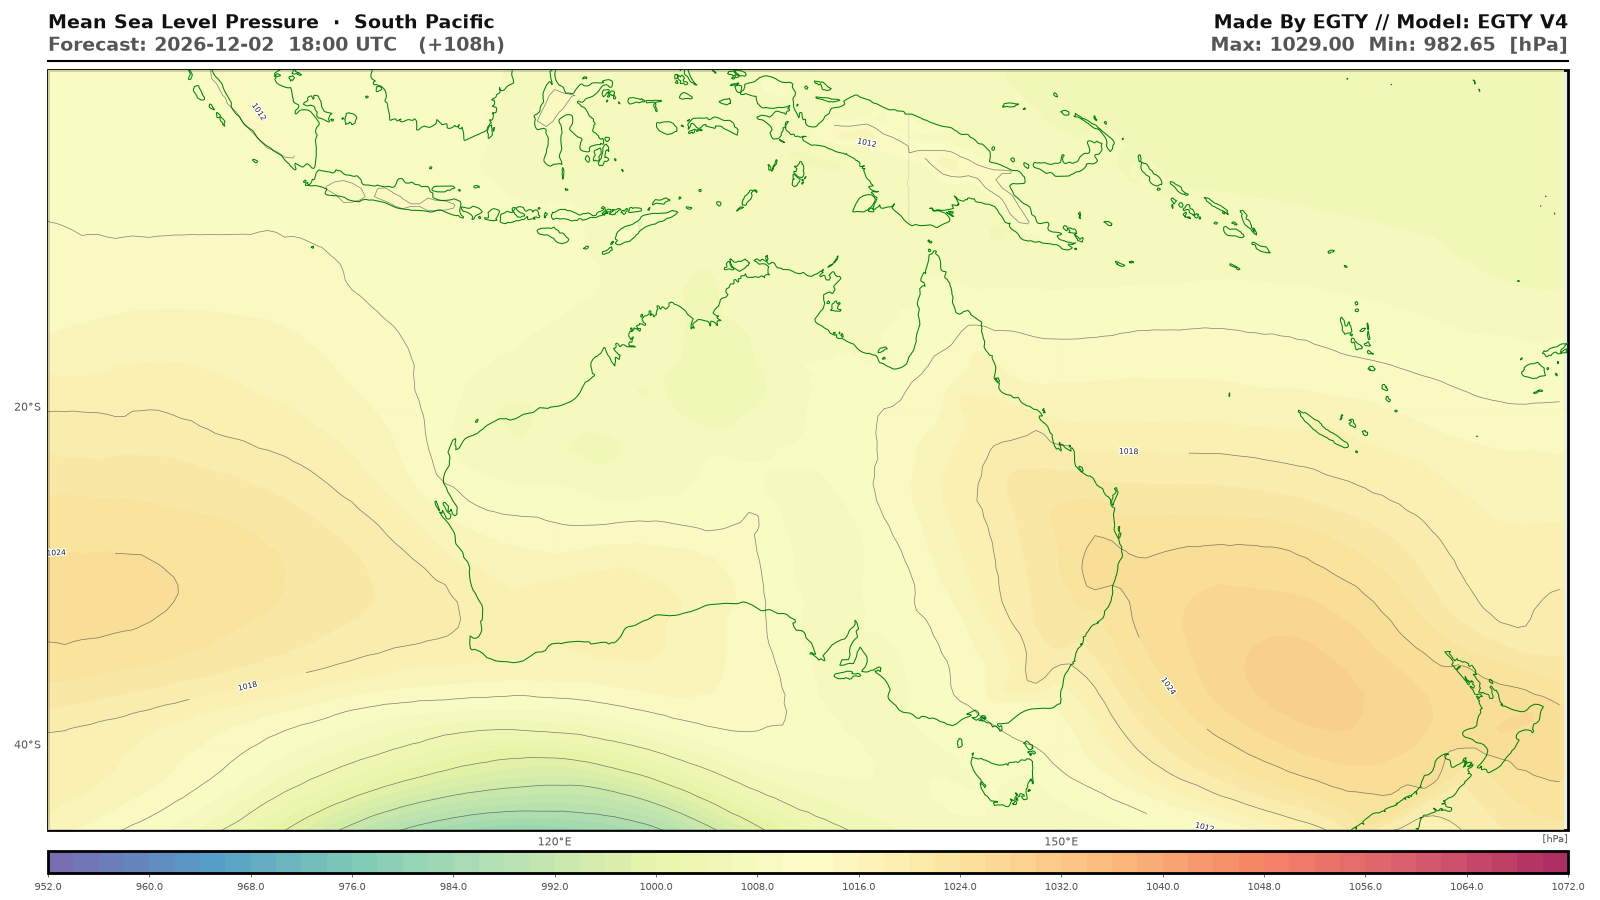 Mean Sea Level Pressure · South Pacific
Made By EGTY // Model: EGTY V4
Forecast: 2026-12-02 18:00 UTC (+108h)
Max: 1029.00 Min: 982.65 [hPa]
1012
1012
20°S
1018
1024
1018
1024
40°S
1012
120°E
150°E
[hPa]
952.0 960.0 968.0 976.0 984.0 992.0 1000.0 1008.0 1016.0 1024.0 1032.0 1040.0 1048.0 1056.0 1064.0 1072.0